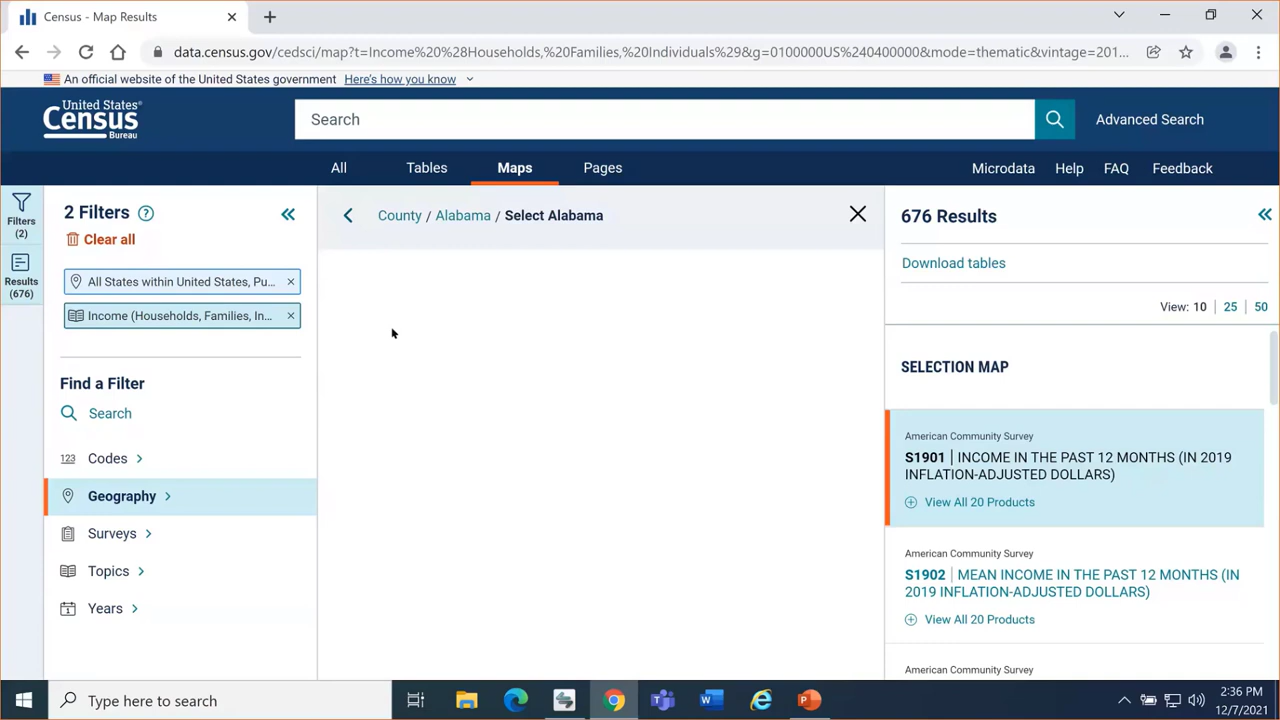 Census - Map Results
data.census.gov/cedsci/map?t=Income%20%28Households,%20Families,%20Individuals%29&g=0100000US%240400000&mode=thematic&vintage=201...
An official website of the United States government Here's how you know
United States®
Census
Bureau
Search
Advanced Search
All Tables Maps Pages
Microdata Help FAQ Feedback
Filters
(2)
Results
(676)
2 Filters
Clear all
All States within United States, Pu...
Income (Households, Families, In...
Find a Filter
Search
123 Codes
Geography
Surveys
Topics
1 Years
County / Alabama / Select Alabama
676 Results
Download tables
View: 10 | 25 | 50
SELECTION MAP
American Community Survey
S1901 | INCOME IN THE PAST 12 MONTHS (IN 2019
INFLATION-ADJUSTED DOLLARS)
View All 20 Products
American Community Survey
S1902 | MEAN INCOME IN THE PAST 12 MONTHS (IN
2019 INFLATION-ADJUSTED DOLLARS)
View All 20 Products
American Community Survey
Type here to search
2:36 PM
12/7/2021